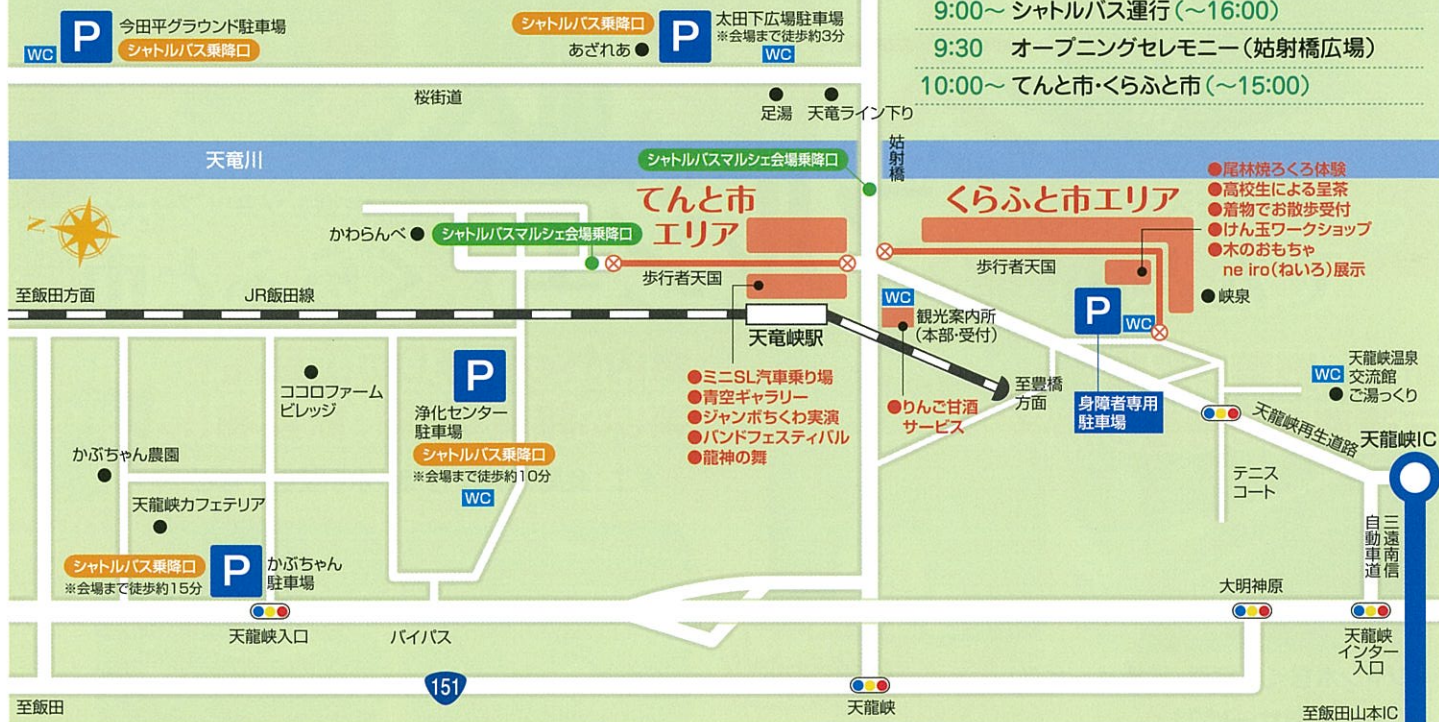 9:00～ シャトルバス運行(～16:00)
9:30 オープニングセレモニー(姑射橋広場)
10:00～ てんと市・くらふと市(～15:00)
P
今田平グラウンド駐車場
シャトルバス乗降口
WC
シャトルバス乗降口
あざれあ
P
太田下広場駐車場
※会場まで徒歩約3分
WC
桜街道
足湯
天竜ライン下り
天竜川
姑射橋
シャトルバスマルシェ会場乗降口
N
かわらんべ
シャトルバスマルシェ会場乗降口
てんと市
エリア
歩行者天国
くらふと市エリア
歩行者天国
●尾林焼ろくろ体験
●高校生による呈茶
●着物でお散歩受付
●けん玉ワークショップ
●木のおもちゃ
ne iro(ねいろ)展示
峡泉
至飯田方面
JR飯田線
天竜峡駅
WC
観光案内所
(本部・受付)
P
WC
身障者専用
駐車場
至豊橋
方面
●りんご甘酒
サービス
●ミニSL汽車乗り場
●青空ギャラリー
●ジャンボちくわ実演
●バンドフェスティバル
●龍神の舞
ココロファーム
ビレッジ
P
浄化センター
駐車場
シャトルバス乗降口
※会場まで徒歩約10分
WC
WC
天龍峡温泉
交流館
ご湯っくり
天龍峡再生道路
天龍峡IC
テニス
コート
三遠南信
自動車道
かぶちゃん農園
天龍峡カフェテリア
シャトルバス乗降口
※会場まで徒歩約15分
P
かぶちゃん
駐車場
天龍峡入口
バイパス
大明神原
天龍峡
インター
入口
151
至飯田
天龍峡
至飯田山本IC